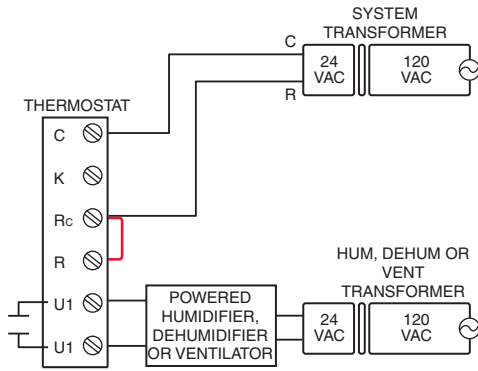 SYSTEM
TRANSFORMER
C
24
VAC
120
VAC
R
THERMOSTAT
C
K
Rc
R
U1
U1
POWERED
HUMIDIFIER,
DEHUMIDIFIER
OR VENTILATOR
HUM, DEHUM OR
VENT
TRANSFORMER
24
VAC
120
VAC